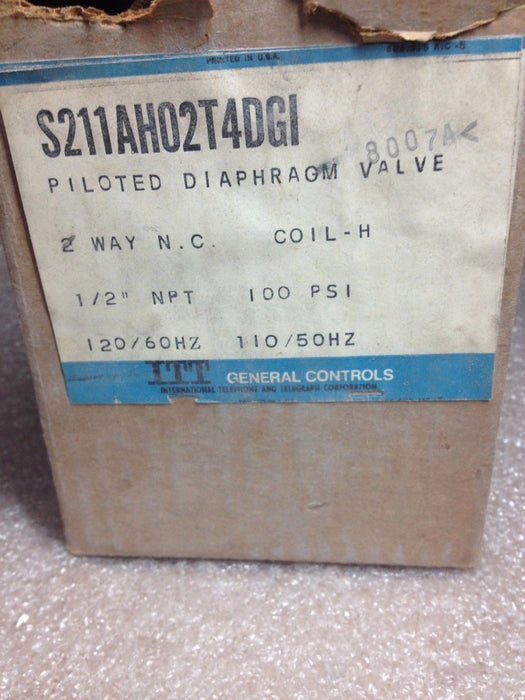 PRINTED IN U.S.A.
S211AH02T4DGI
8007A<
PILOTED DIAPHRAGM VALVE
2 WAY N.C. COIL-H
1/2" NPT 100 PSI
120/60HZ 110/50HZ
ITT GENERAL CONTROLS
INTERNATIONAL TELEPHONE AND TELEGRAPH CORPORATION